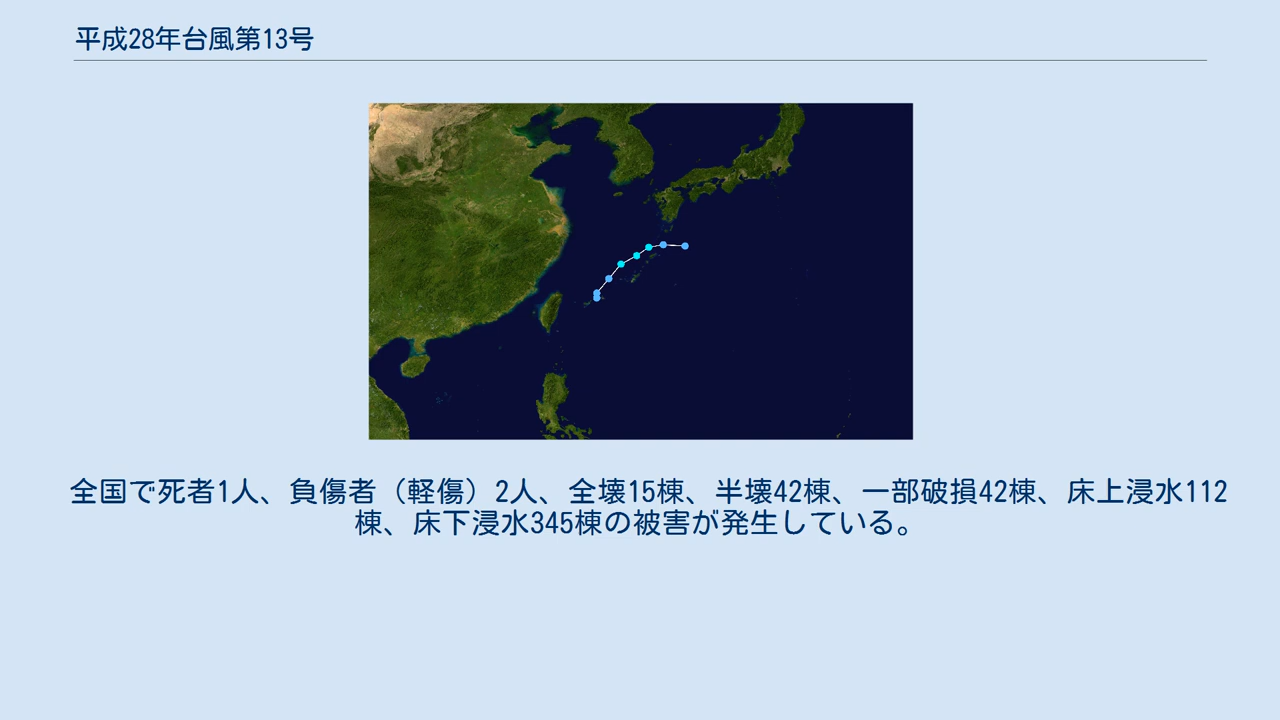 平成28年台風第13号
全国で死者1人、負傷者（軽傷）2人、全壊15棟、半壊42棟、一部破損42棟、床上浸水112
棟、床下浸水345棟の被害が発生している。